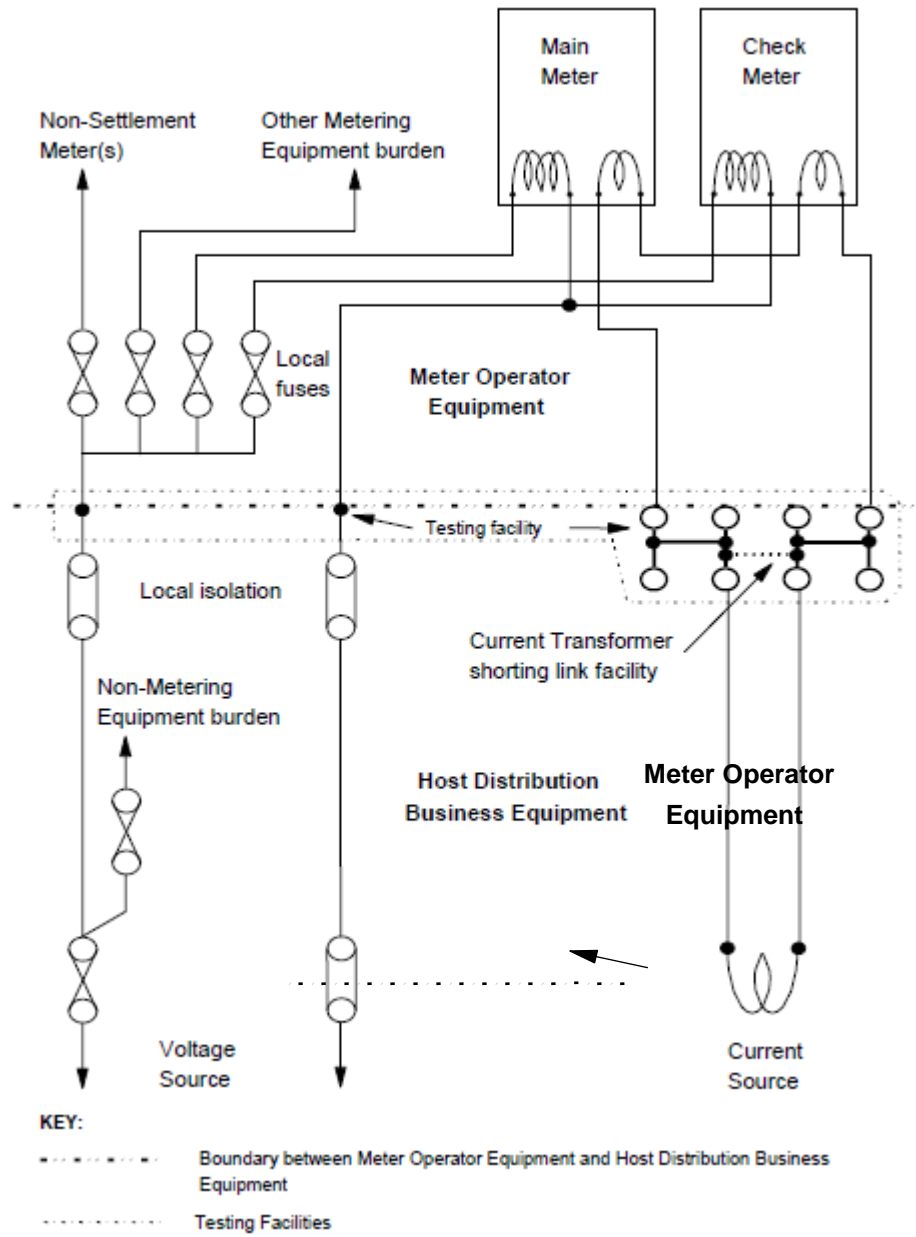 Main
Meter
Check
Meter
Non-Settlement
Meter(s)
Other Metering
Equipment burden
Local
fuses
Meter Operator
Equipment
Testing facility
Local isolation
Current Transformer
shorting link facility
Non-Metering
Equipment burden
Host Distribution
Business Equipment
Meter Operator
Equipment
Voltage
Source
Current
Source
KEY:
Boundary between Meter Operator Equipment and Host Distribution Business
Equipment
Testing Facilities